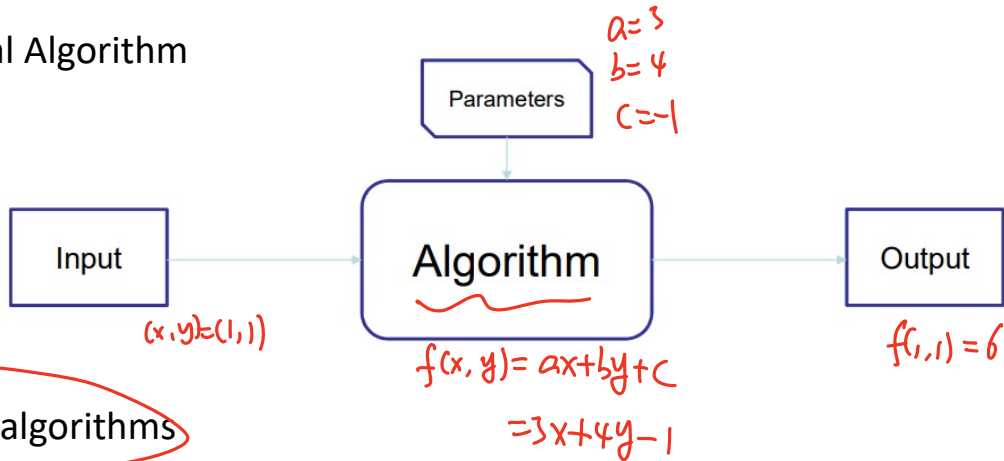 al Algorithm
a=3
b=4
c=-1
Parameters
Input
Algorithm
Output
(x,y)=(1,1)
f(x,y)=ax+by+c
=3x+4y-1
f(1,1)=6
algorithms